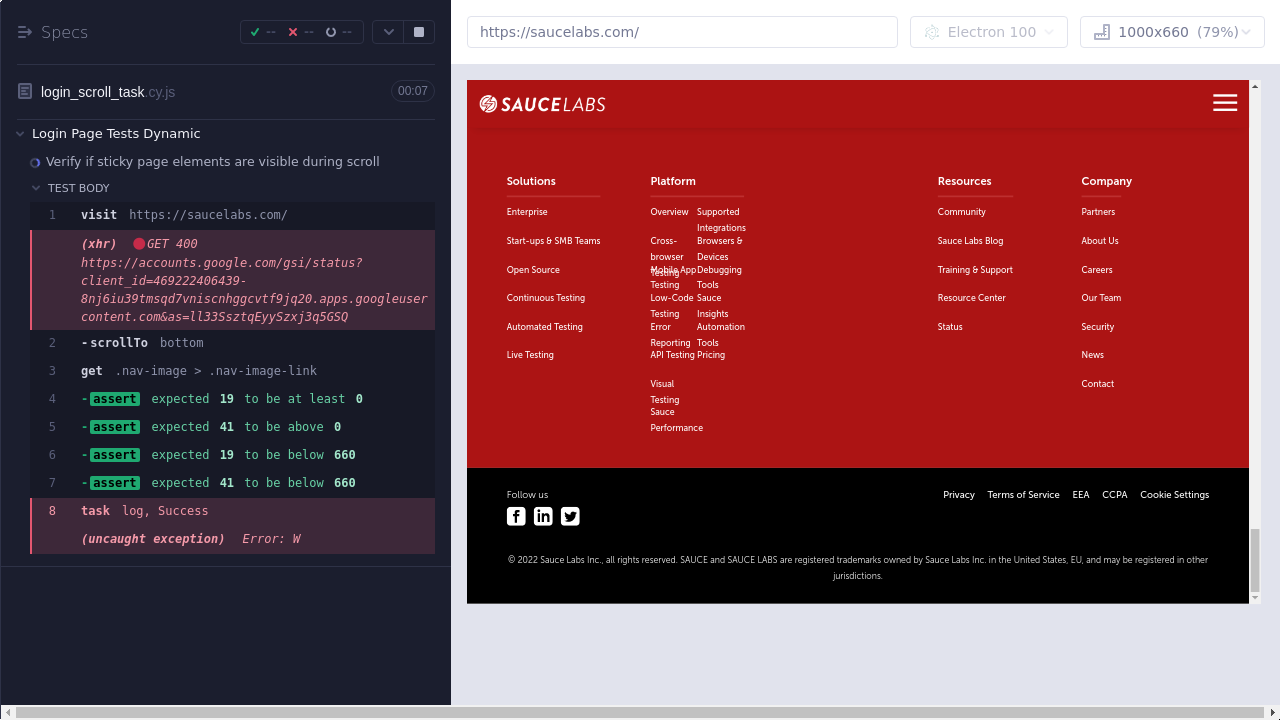 Specs
-- -- --
login_scroll_task.cy.js 00:07
Login Page Tests Dynamic
Verify if sticky page elements are visible during scroll
TEST BODY
1 visit https://saucelabs.com/
(xhr) GET 400
https://accounts.google.com/gsi/status?
client_id=469222406439-
content.com&as=ll33SsztqEyySzxj3q5GSQ
2 -scrollTo bottom
3 get .nav-image > .nav-image-link
4 -assert expected 19 to be at least 0
5 -assert expected 41 to be above 0
6 -assert expected 19 to be below 660
7 -assert expected 41 to be below 660
8 task log, Success
(uncaught exception) Error: W
https://saucelabs.com/
Electron 100
1000x660 (79%)
SAUCE LABS
Solutions
Enterprise
Start-ups & SMB Teams
Open Source
Continuous Testing
Automated Testing
Live Testing
Platform
Overview
Cross-
browser
Testing
Mobile App
Testing
Low-Code
Testing
Error
Reporting
API Testing
Visual
Testing
Sauce
Performance
Supported
Integrations
Browsers &
Devices
Debugging
Tools
Sauce
Insights
Automation
Tools
Pricing
Resources
Community
Sauce Labs Blog
Training & Support
Resource Center
Status
Company
Partners
About Us
Careers
Our Team
Security
News
Contact
Follow us
Privacy Terms of Service EEA CCPA Cookie Settings
© 2022 Sauce Labs Inc., all rights reserved. SAUCE and SAUCE LABS are registered trademarks owned by Sauce Labs Inc. in the United States, EU, and may be registered in other
jurisdictions.